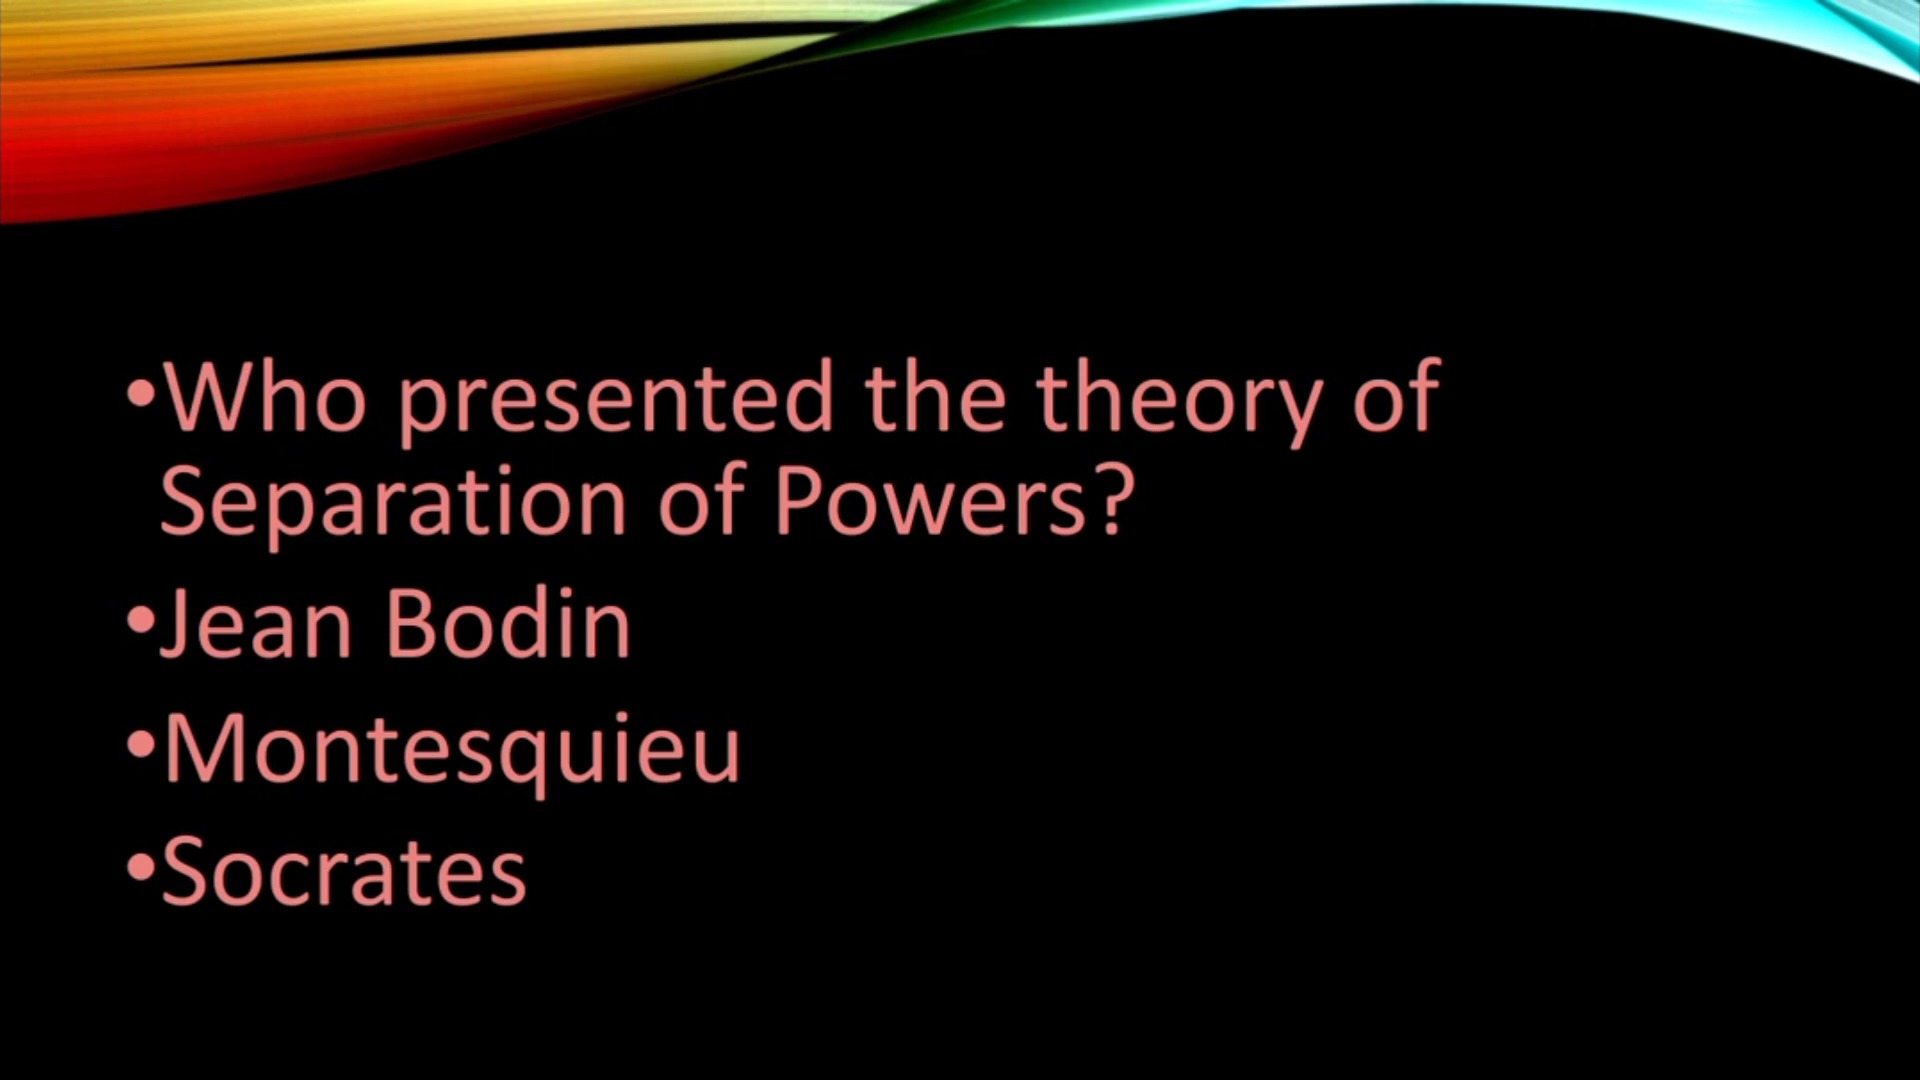 •Who presented the theory of
Separation of Powers?
•Jean Bodin
•Montesquieu
•Socrates